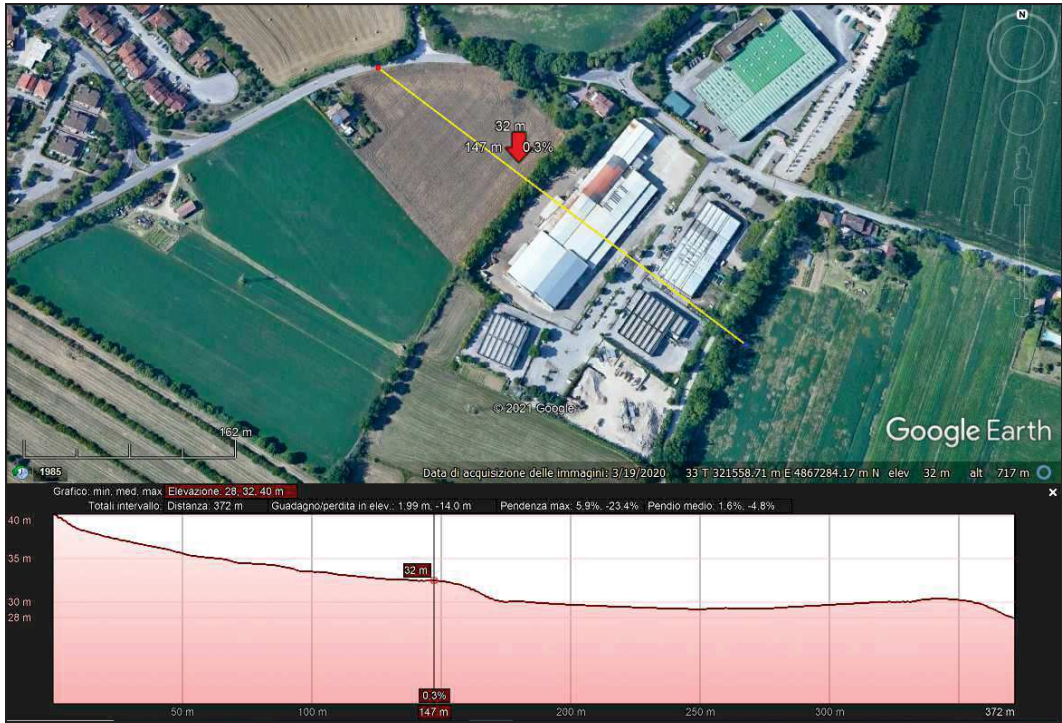 N
32 m
147 m 0.3%
© 2021 Google
Google Earth
162 m
1985
Data di acquisizione delle immagini: 3/19/2020 33 T 321558.71 m E 4867284.17 m N elev 32 m alt 717 m
Grafico: min, med, max Elevazione: 28, 32, 40 m
Totali intervallo: Distanza: 372 m Guadagno/perdita in elev.: 1.99 m, -14.0 m Pendenza max: 5.9%, -23.4% Pendio medio: 1.6%, -4.8%
40 m
35 m
32 m
30 m
28 m
0.3%
50 m 100 m 147 m 200 m 250 m 300 m 372 m